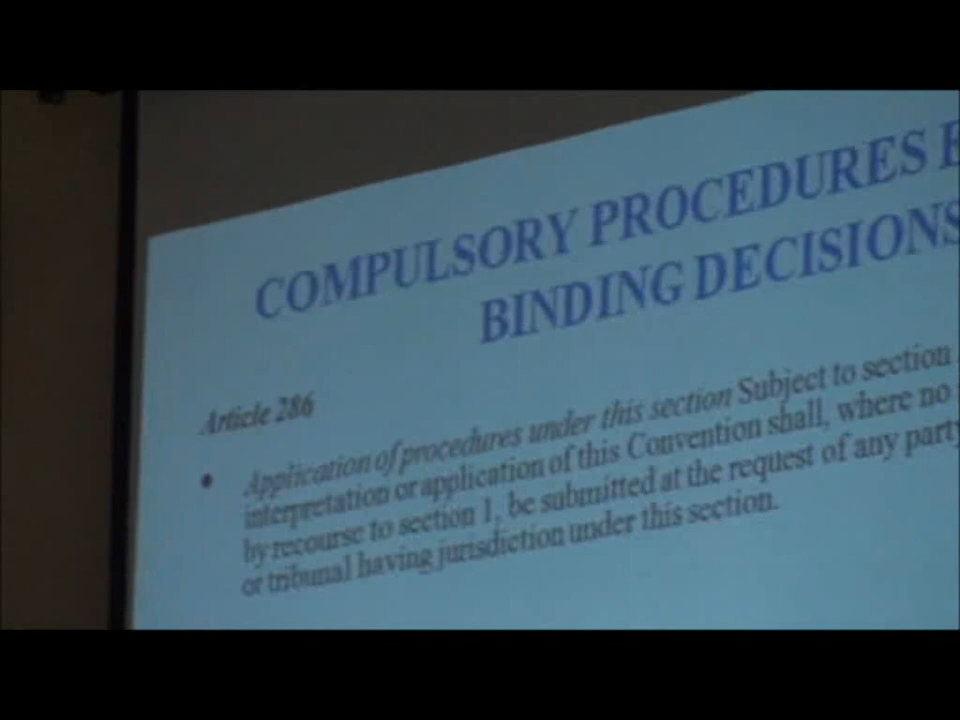 COMPULSORY PROCEDURES
BINDING DECISIONS
Article 286
• Application of procedures under this section Subject to section
interpretation or application of this Convention shall, where no
by recourse to section 1, be submitted at the request of any party
or tribunal having jurisdiction under this section.